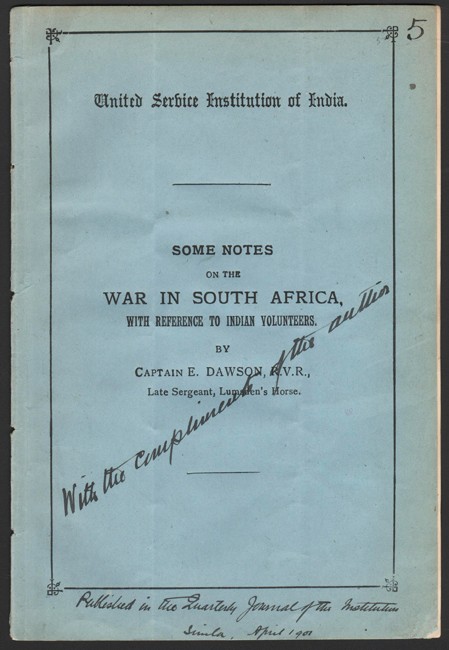 5
United Service Institution of India.
SOME NOTES
ON THE
WAR IN SOUTH AFRICA,
WITH REFERENCE TO INDIAN VOLUNTEERS.
BY
CAPTAIN E. DAWSON, R.V.R.,
Late Sergeant, Lumsden's Horse.
With the compliments of the author
Published in the Quarterly Journal of the Institution
Simla, April 1901